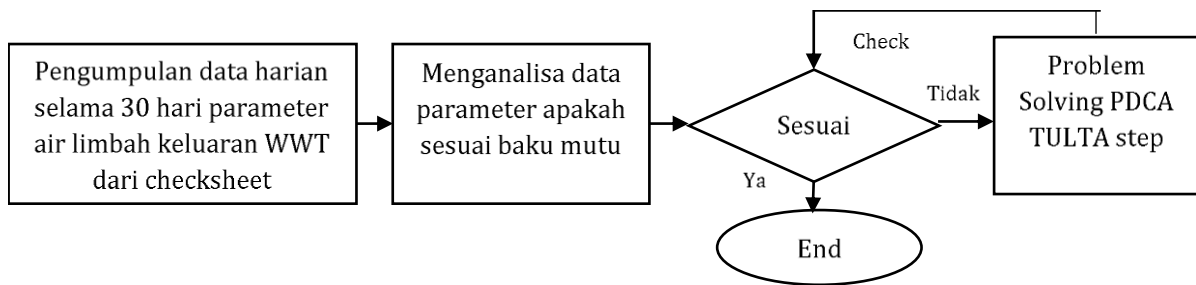 Pengumpulan data harian
selama 30 hari parameter
air limbah keluaran WWT
dari checksheet
Menganalisa data
parameter apakah
sesuai baku mutu
Check
Sesuai
Tidak
Ya
Problem
Solving PDCA
TULTA step
End